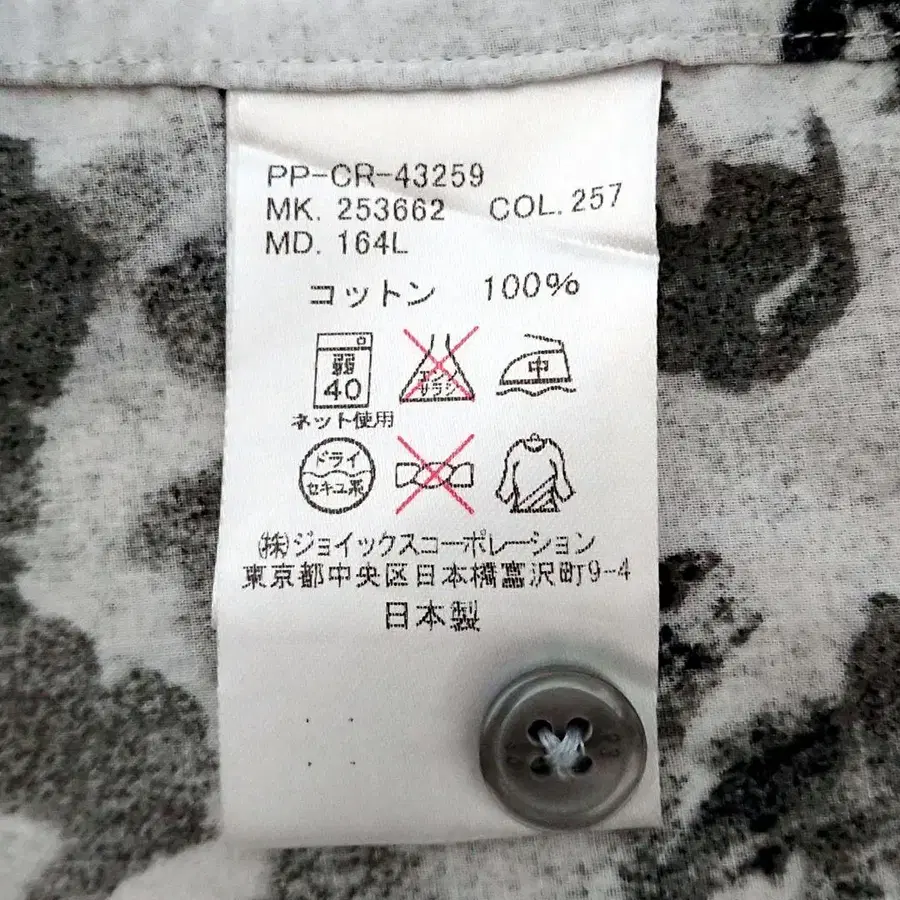 PP-CR-43259
MK. 253662 COL. 257
MD. 164L
コットン 100%
弱
40
エンソ
サラシ
中
ネット使用
ドライ
セキユ系
(株)ジョイックスコーポレーション
東京都中央区日本橋富沢町9-4
日本製